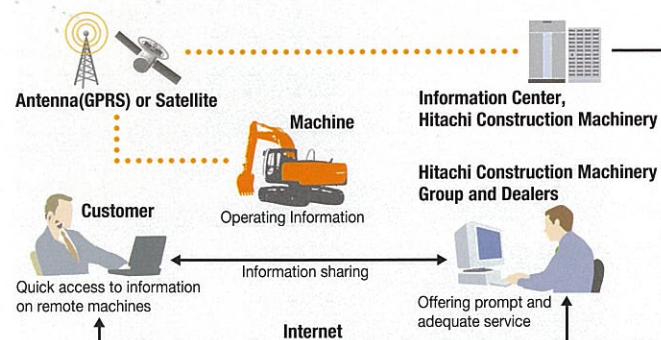 Antenna(GPRS) or Satellite
Information Center,
Hitachi Construction Machinery
Machine
Operating Information
Hitachi Construction Machinery
Group and Dealers
Customer
Quick access to information
on remote machines
Information sharing
Offering prompt and
adequate service
Internet